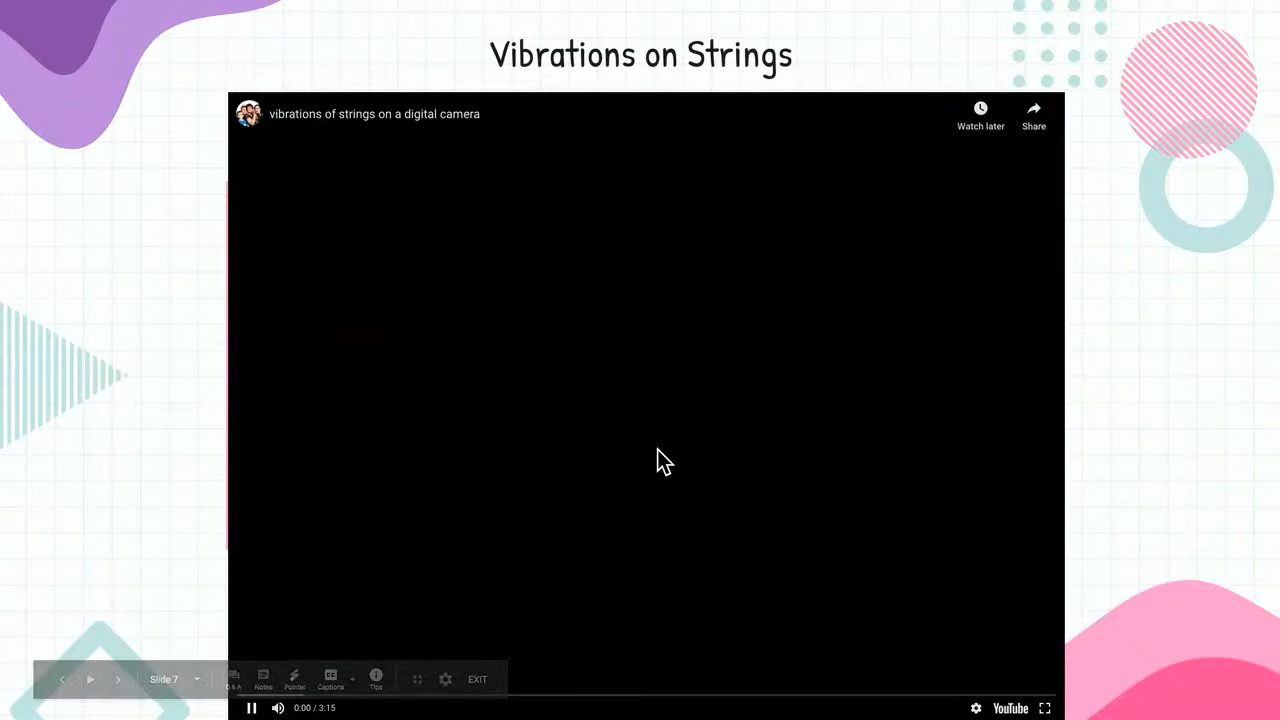 Vibrations on Strings
vibrations of strings on a digital camera
Watch later
Share
Slide 7
Q & A
Notes
Pointer
Captions
CC
Tips
EXIT
0:00 / 3:15
YouTube